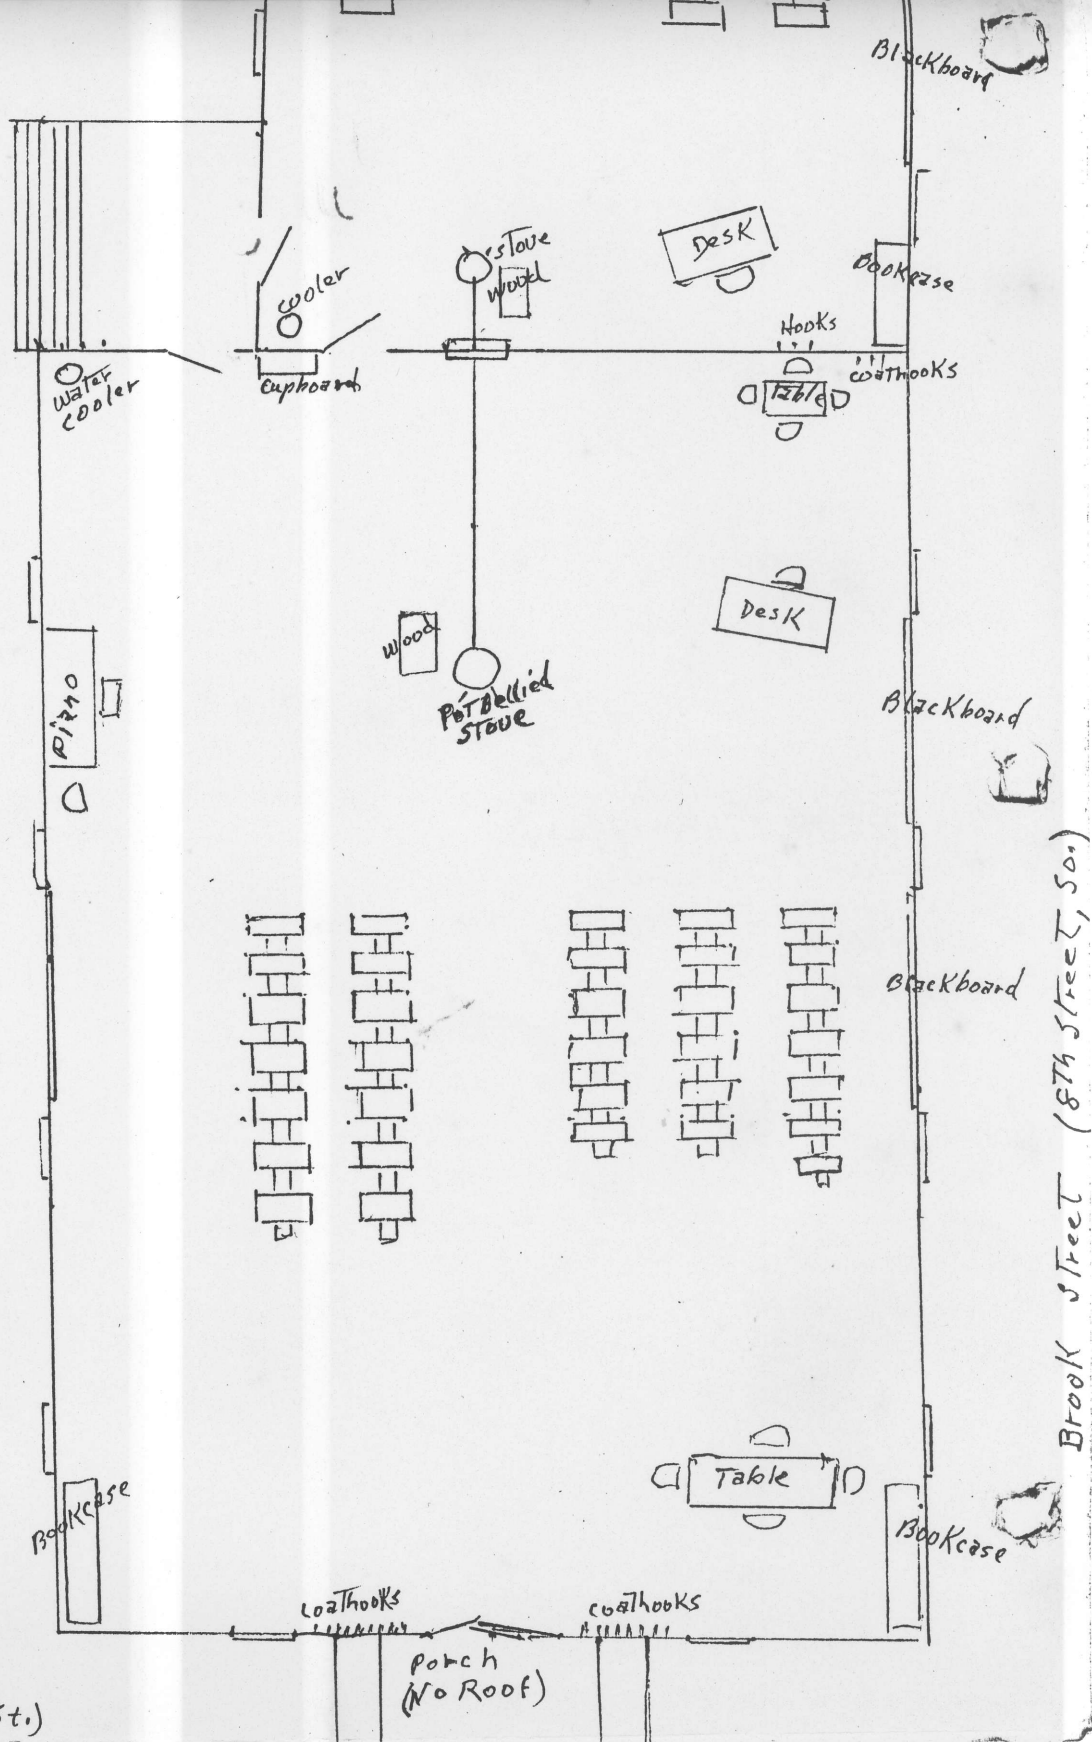 Blackboard
Stove
Wood
Desk
Bookcase
Cooler
Hooks
Coathooks
Cupboard
Water
Cooler
Table
Wood
Desk
Pot Bellied
Stove
Piano
Blackboard
Blackboard
Brook Street (8th Street, So.)
Table
Bookcase
Bookcase
Coathooks
Coathooks
Porch
(No Roof)
St.)